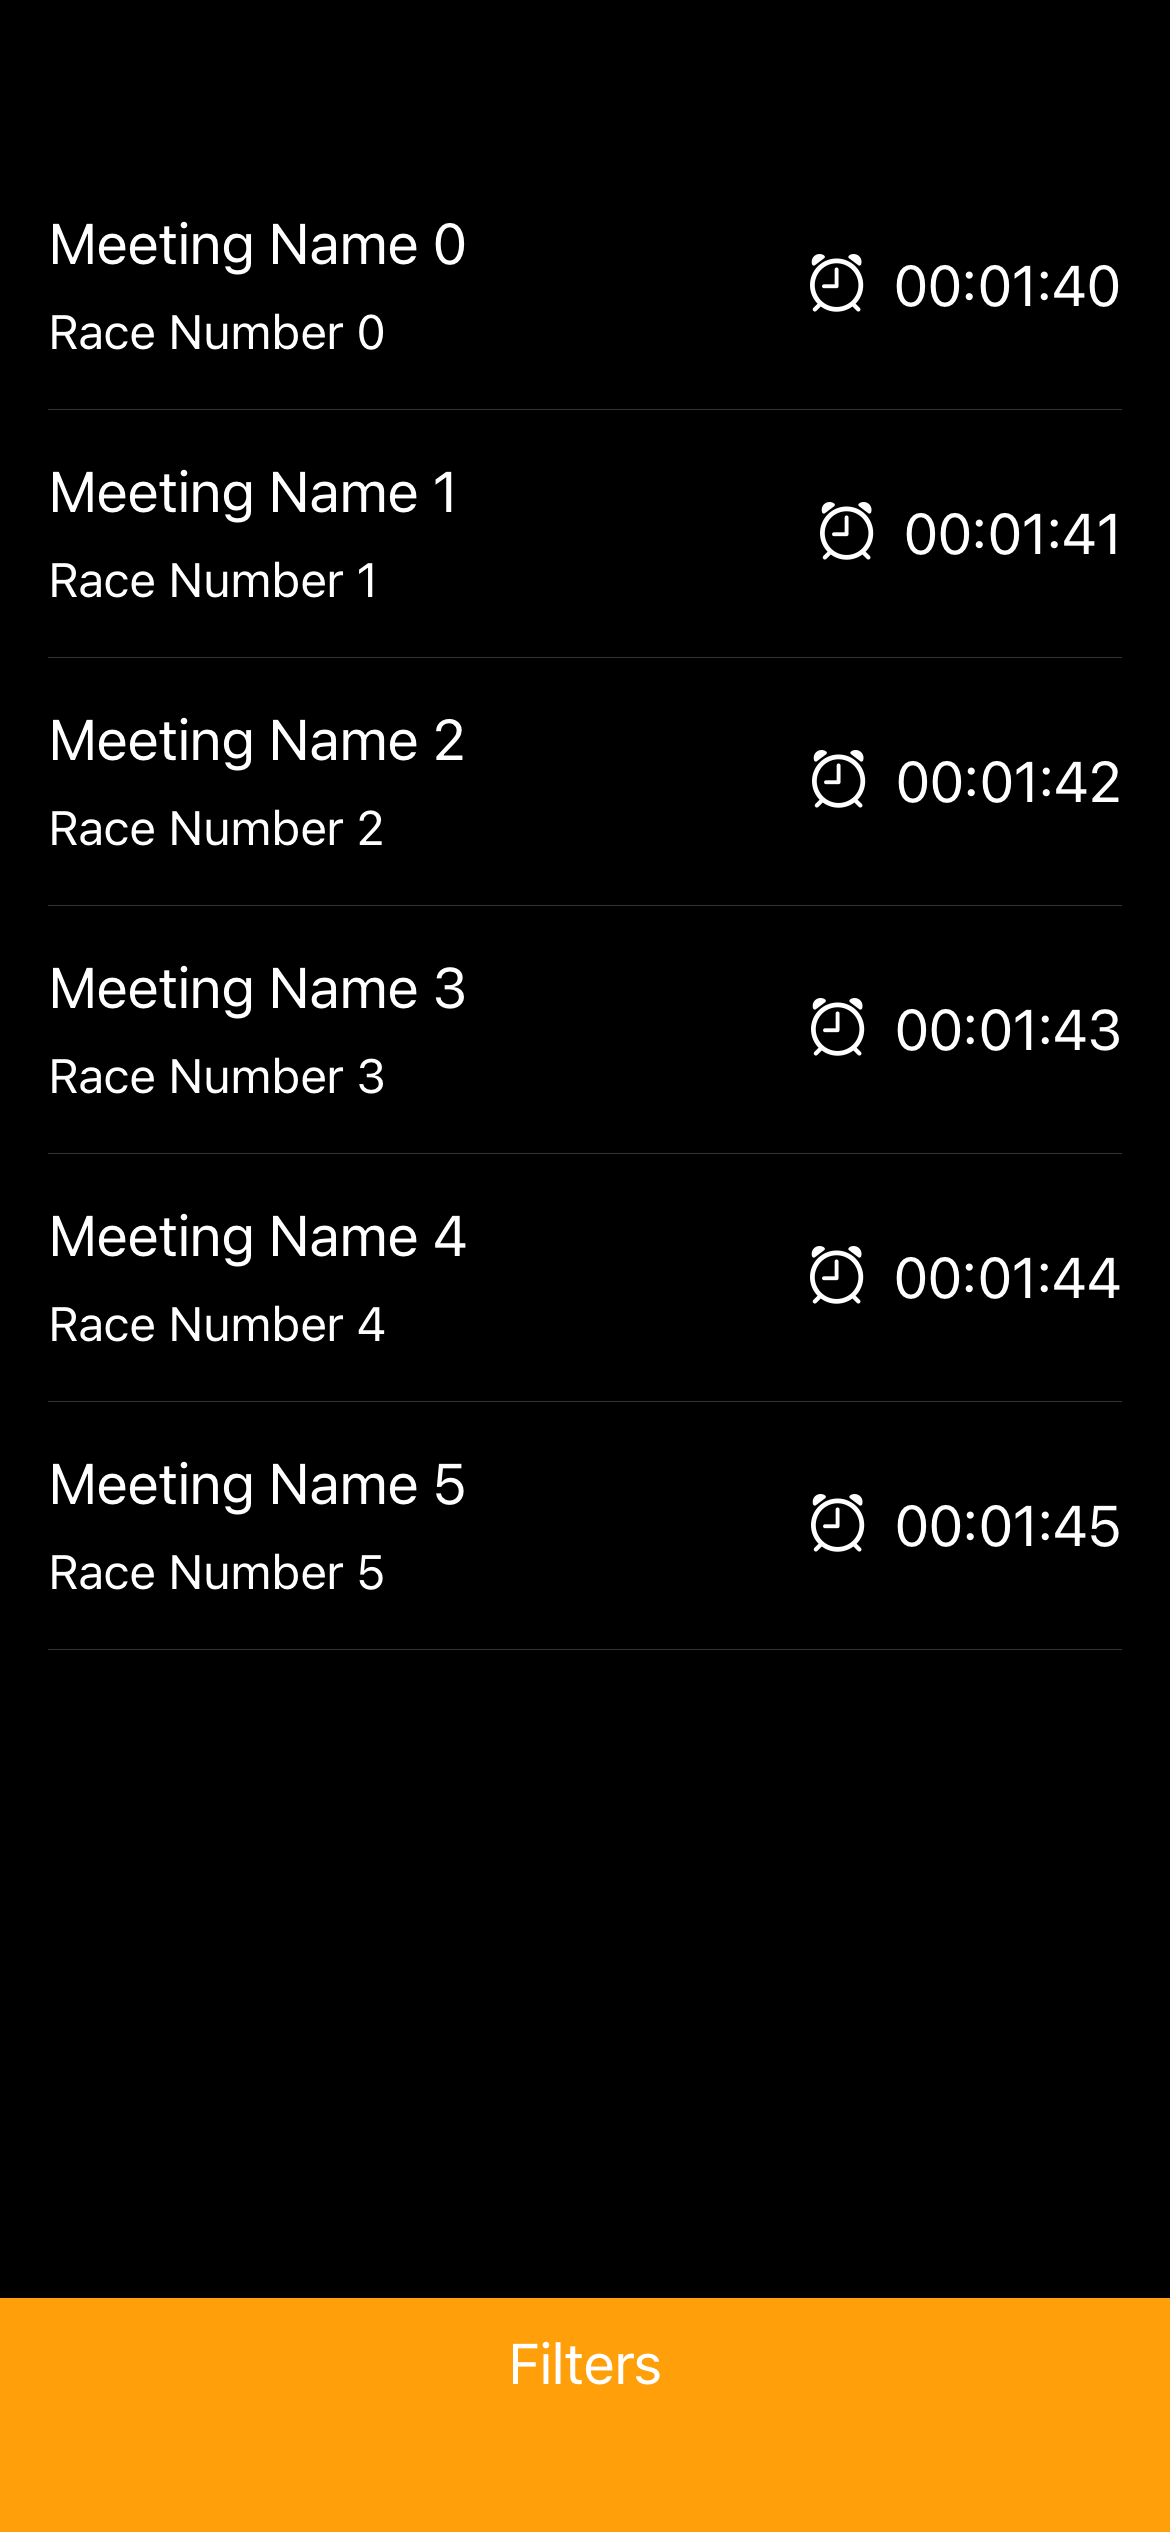 Meeting Name 0
Race Number 0
00:01:40
Meeting Name 1
Race Number 1
00:01:41
Meeting Name 2
Race Number 2
00:01:42
Meeting Name 3
Race Number 3
00:01:43
Meeting Name 4
Race Number 4
00:01:44
Meeting Name 5
Race Number 5
00:01:45
Filters